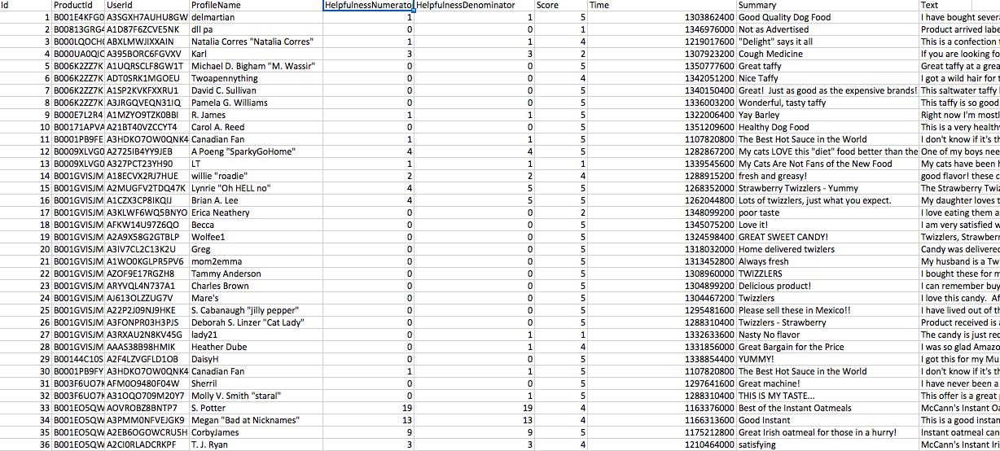 Id ProductId UserId ProfileName HelpfulnessNumerator HelpfulnessDenominator Score Time Summary Text
1 B001E4KFG0 A3SGXH7AUHU8GW delmartian 1 1 5 1303862400 Good Quality Dog Food I have bought severa
2 B00813GRG4 A1D87F6ZCVE5NK dll pa 0 0 1 1346976000 Not as Advertised Product arrived labe
3 B000LQOCH0 ABXLMWJIXXAIN Natalia Corres "Natalia Corres" 1 1 4 1219017600 "Delight" says it all This is a confection t
4 B000UA0QIC A395BORC6FGVXV Karl 3 3 2 1307923200 Cough Medicine If you are looking fo
5 B006K2ZZ7K A1UQRSCLF8GW1T Michael D. Bigham "M. Wassir" 0 0 5 1350777600 Great taffy Great taffy at a grea
6 B006K2ZZ7K ADT0SRK1MGOEU Twoapennything 0 0 4 1342051200 Nice Taffy I got a wild hair for t
7 B006K2ZZ7K A1SP2KVKFXXRU1 David C. Sullivan 0 0 5 1340150400 Great! Just as good as the expensive brands! This saltwater taffy h
8 B006K2ZZ7K A3JRGQVEQN31IQ Pamela G. Williams 0 0 5 1336003200 Wonderful, tasty taffy This taffy is so good
9 B000E7L2R4 A1MZYO9TZK0BBI R. James 1 1 5 1322006400 Yay Barley Right now I'm mostl
10 B00171APVA A21BT40VZCCYT4 Carol A. Reed 0 0 5 1351209600 Healthy Dog Food This is a very health
11 B0001PB9FE A3HDKO7OW0QNK4 Canadian Fan 1 1 5 1107820800 The Best Hot Sauce in the World I don't know if it's th
12 B0009XLVG0 A2725IB4YY9JEB A Poeng "SparkyGoHome" 4 4 5 1282867200 My cats LOVE this "diet" food better than the One of my boys nee
13 B0009XLVG0 A327PCT23YH90 LT 1 1 1 1339545600 My Cats Are Not Fans of the New Food My cats have been h
14 B001GVISJM A18ECVX2RJ7HUE willie "roadie" 2 2 4 1288915200 fresh and greasy! good flavor! these c
15 B001GVISJM A2MUGFV2TDQ47K Lynrie "Oh HELL no" 4 5 5 1268352000 Strawberry Twizzlers - Yummy The Strawberry Twiz
16 B001GVISJM A1CZX3CP8IKQIJ Brian A. Lee 4 5 5 1262044800 Lots of twizzlers, just what you expect. My daughter loves t
17 B001GVISJM A3KLWF6WQ5BNYO Erica Neathery 0 0 2 1348099200 poor taste I love eating them a
18 B001GVISJM AFKW14U97Z6QO Becca 0 0 5 1345075200 Love it! I am very satisfied w
19 B001GVISJM A2A9X58G2GTBLP Wolfee1 0 0 5 1324598400 GREAT SWEET CANDY! Twizzlers, Strawberr
20 B001GVISJM A3IV7CL2C13K2U Greg 0 0 5 1318032000 Home delivered twizlers Candy was delivered
21 B001GVISJM A1WO0KGLPR5PV6 mom2emma 0 0 5 1313452800 Always fresh My husband is a Twi
22 B001GVISJM AZOF9E17RGZH8 Tammy Anderson 0 0 5 1308960000 TWIZZLERS I bought these for m
23 B001GVISJM ARYVQL4N737A1 Charles Brown 0 0 5 1304899200 Delicious product! I can remember buy
24 B001GVISJM AJ613OLZZUG7V Mare's 0 0 5 1304467200 Twizzlers I love this candy. Af
25 B001GVISJM A22P2J09NJ9HKE S. Cabanaugh "jilly pepper" 0 0 5 1295481600 Please sell these in Mexico!! I have lived out of th
26 B001GVISJM A3FONPR03H3PJS Deborah S. Linzer "Cat Lady" 0 0 5 1288310400 Twizzlers - Strawberry Product received is a
27 B001GVISJM A3RXAU2N8KV45G lady21 0 1 1 1332633600 Nasty No flavor The candy is just rec
28 B001GVISJM AAAS38B98HMIK Heather Dube 0 1 4 1331856000 Great Bargain for the Price I was so glad Amazo
29 B00144C10S A2F4LZVGFLD1OB DaisyH 0 0 5 1338854400 YUMMY! I got this for my Mu
30 B0001PB9FY A3HDKO7OW0QNK4 Canadian Fan 1 1 5 1107820800 The Best Hot Sauce in the World I don't know if it's th
31 B003F6UO7K AFM0O9480F04W Sherril 0 0 5 1297641600 Great machine! I have never been a
32 B003F6UO7K A31OQO709M20Y7 Molly V. Smith "staral" 0 1 5 1288310400 THIS IS MY TASTE... This offer is a great
33 B001EO5QW AOVROBZ8BNTP7 S. Potter 19 19 4 1163376000 Best of the Instant Oatmeals McCann's Instant Oa
34 B001EO5QW A3PMM0NFVEJGK9 Megan "Bad at Nicknames" 13 13 4 1166313600 Good Instant This is a good instan
35 B001EO5QW A2EB6OGOWCRU5H CorbyJames 9 9 5 1175212800 Great Irish oatmeal for those in a hurry! Instant oatmeal can
36 B001EO5QW A2CI0RLADCRKPF T. J. Ryan 3 3 4 1210464000 satisfying McCann's Instant Iri